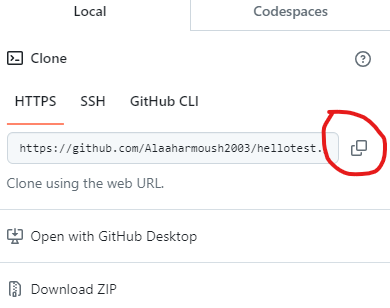 Local Codespaces
Clone
HTTPS SSH GitHub CLI
https://github.com/Alaaharmoush2003/hellotest.
Clone using the web URL.
Open with GitHub Desktop
Download ZIP